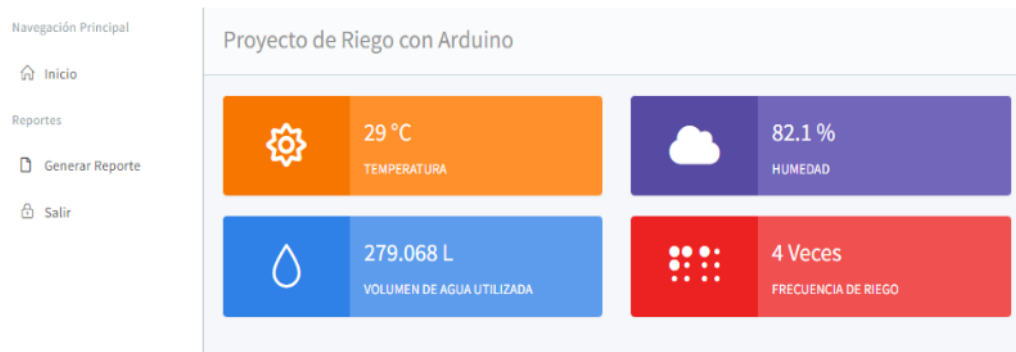 Navegación Principal
Inicio
Reportes
Generar Reporte
Salir
Proyecto de Riego con Arduino
29 °C
TEMPERATURA
82.1 %
HUMEDAD
279.068 L
VOLUMEN DE AGUA UTILIZADA
4 Veces
FRECUENCIA DE RIEGO